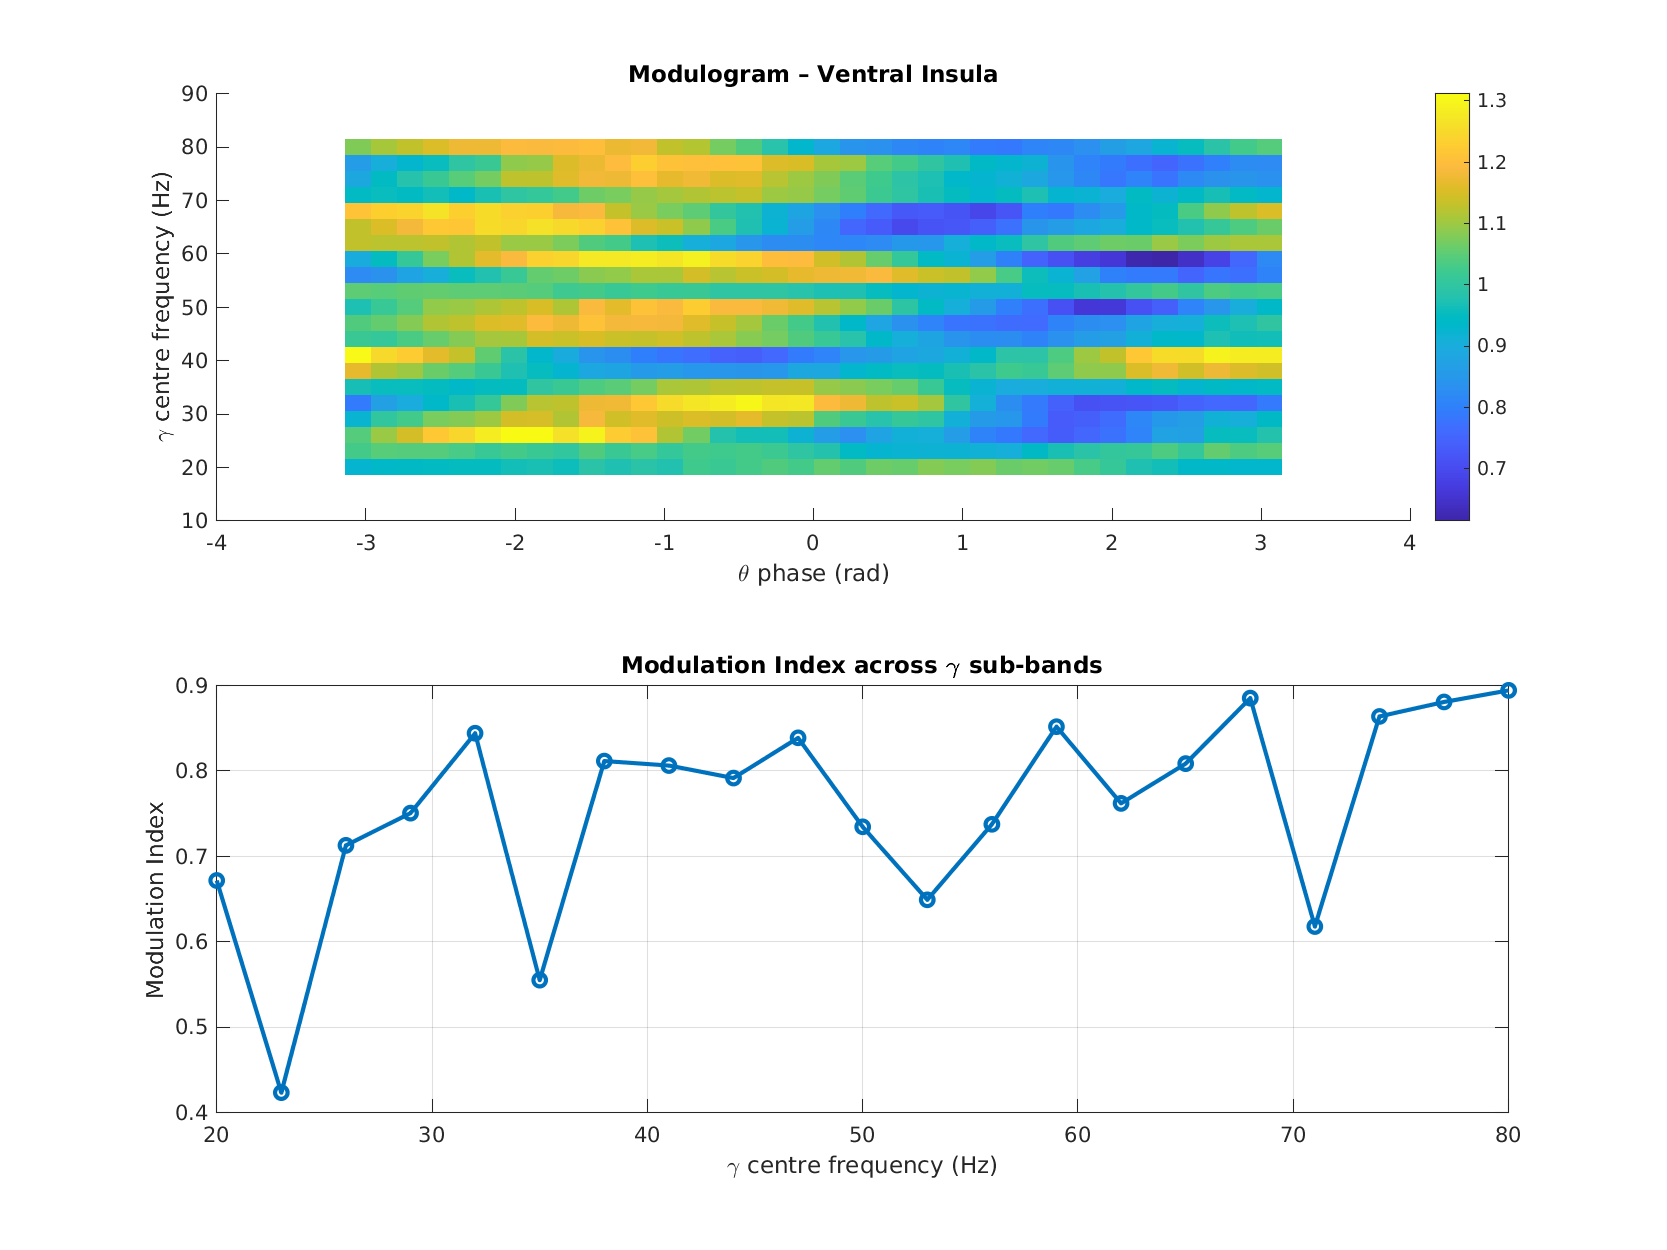 Modulogram – Ventral Insula
90
80
70
60
50
40
30
20
10
γ centre frequency (Hz)
-4 -3 -2 -1 0 1 2 3 4
θ phase (rad)
1.3
1.2
1.1
1
0.9
0.8
0.7
Modulation Index across γ sub-bands
0.9
0.8
0.7
0.6
0.5
0.4
Modulation Index
20 30 40 50 60 70 80
γ centre frequency (Hz)